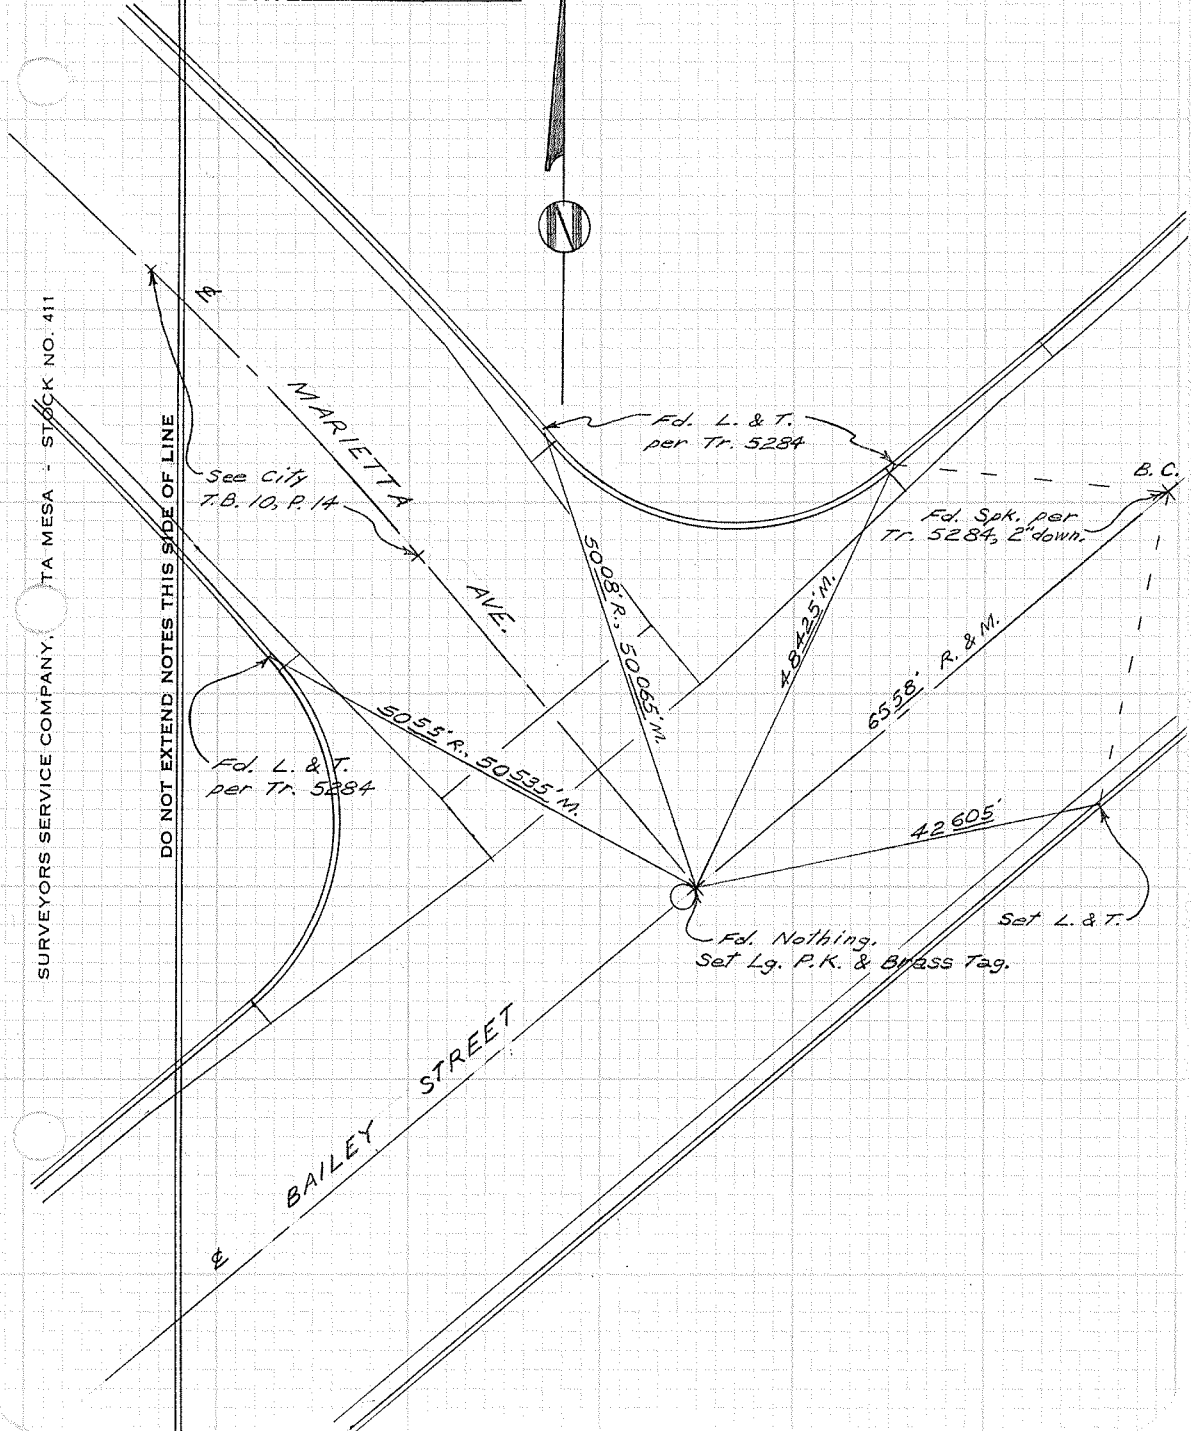 SURVEYORS SERVICE COMPANY,
TA MESA - STOCK NO. 411
DO NOT EXTEND NOTES THIS SIDE OF LINE
N
℄
MARIETTA
AVE.
See City
T.B. 10, P. 14
Fd. L. & T.
per Tr. 5284
B.C.
Fd. Spk. per
Tr. 5284, 2" down.
50 08' R., 50 065' M.
48 425' M.
65 58' R. & M.
50 55' R., 50 535' M.
Fd. L. & T.
per Tr. 5284
42 605'
Set L. & T.
Fd. Nothing.
Set Lg. P.K. & Brass Tag.
BAILEY STREET
℄